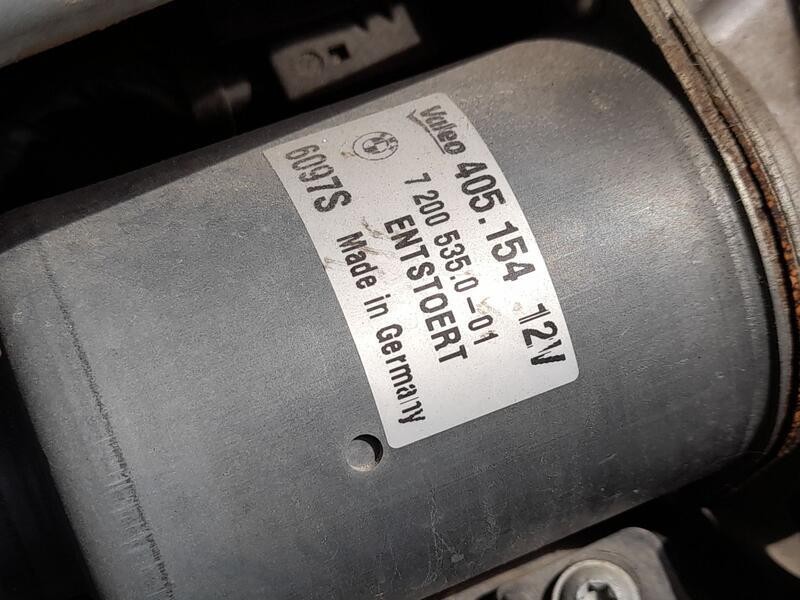 Valeo 405.154 12V
7 200 535.0-01
ENTSTOERT
6097S Made in Germany